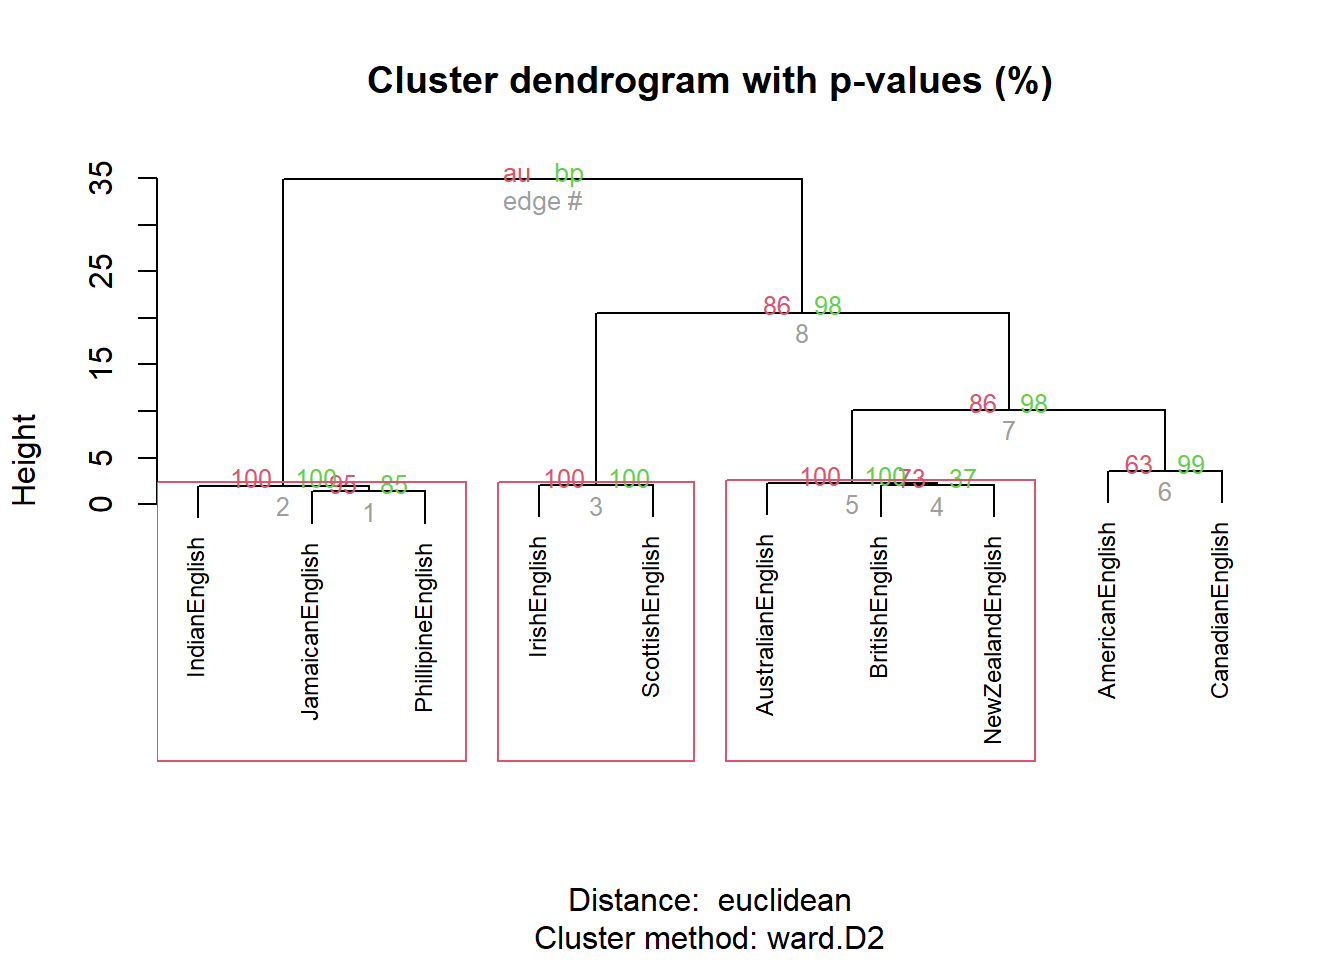 Cluster dendrogram with p-values (%)
35
25
15
5
0
Height
au bp
edge #
86 98
8
86 98
7
100 100
2
95 85
1
100 100
3
100 100
5
73 37
4
63 99
6
IndianEnglish
JamaicanEnglish
PhillipineEnglish
IrishEnglish
ScottishEnglish
AustralianEnglish
BritishEnglish
NewZealandEnglish
AmericanEnglish
CanadianEnglish
Distance: euclidean
Cluster method: ward.D2